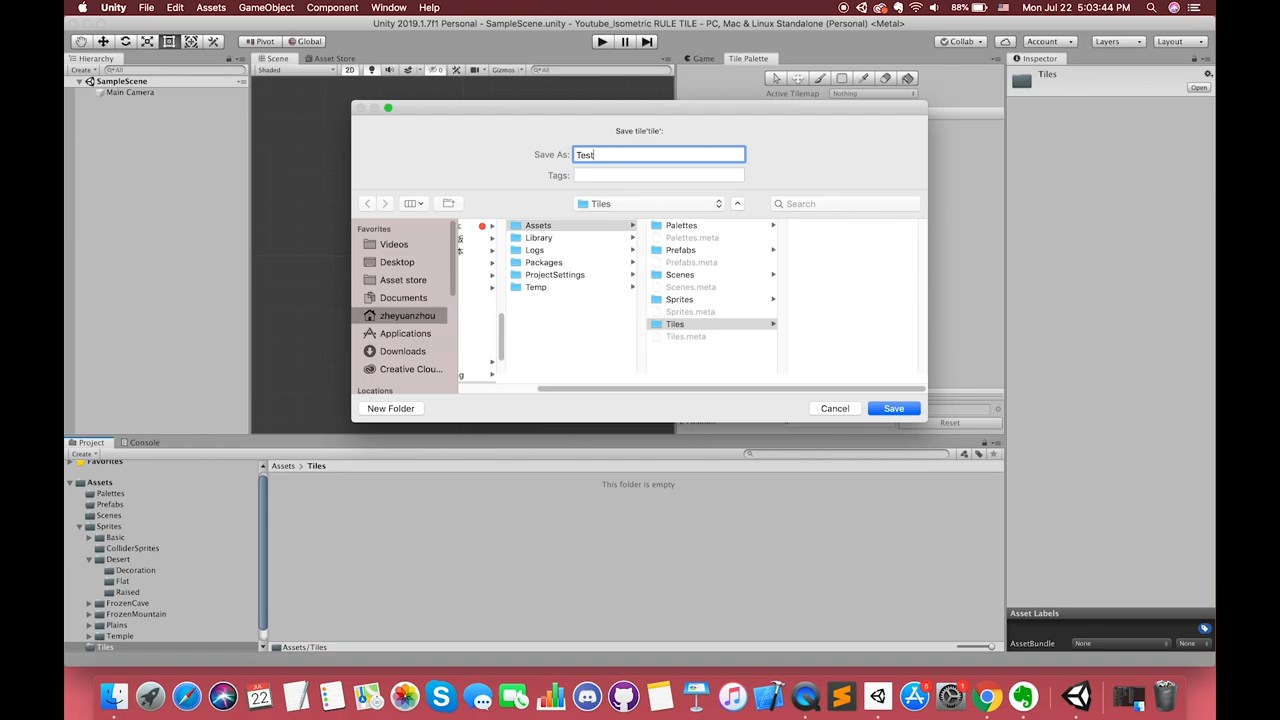 Unity File Edit Assets GameObject Component Window Help 88% Mon Jul 22 5:03:44 PM
Unity 2019.1.7f1 Personal - SampleScene.unity - Youtube_Isometric RULE TILE - PC, Mac & Linux Standalone (Personal) <Metal>
Pivot Global Collab Account Layers Layout
Hierarchy Scene Asset Store Game Tile Palette Inspector
Create All Shaded 2D 0 Gizmos All
SampleScene
Main Camera
Tiles
Open
Active Tilemap Nothing
Save tile'tile':
Save As: Test
Tags:
Tiles Search
Favorites
Videos
Desktop
Asset store
Documents
zheyuanzhou
Applications
Downloads
Creative Clou...
Locations
Assets
Library
Logs
Packages
ProjectSettings
Temp
Palettes
Palettes.meta
Prefabs
Prefabs.meta
Scenes
Scenes.meta
Sprites
Sprites.meta
Tiles
Tiles.meta
New Folder Cancel Save
Reset
Project Console
Create
Favorites
Assets
Palettes
Prefabs
Scenes
Sprites
Basic
ColliderSprites
Desert
Decoration
Flat
Raised
FrozenCave
FrozenMountain
Plains
Temple
Tiles
Assets > Tiles
This folder is empty
Assets/Tiles
Asset Labels
AssetBundle None None
JUL
22
6
1